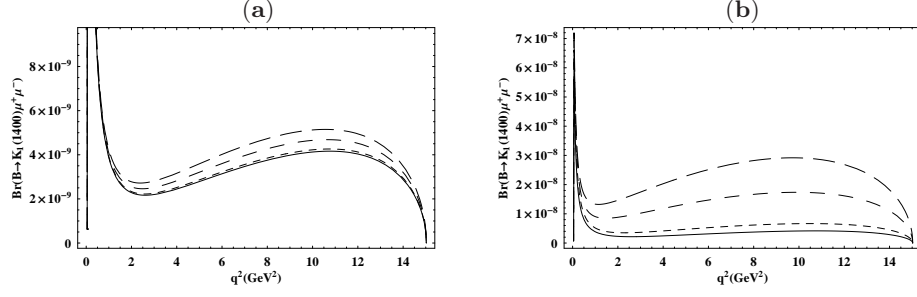 (a)
Br(B→K₁(1400)μ⁺μ⁻)
8×10⁻⁹
6×10⁻⁹
4×10⁻⁹
2×10⁻⁹
0
0 2 4 6 8 10 12 14
q²(GeV²)
(b)
Br(B→K₁(1400)μ⁺μ⁻)
7×10⁻⁸
6×10⁻⁸
5×10⁻⁸
4×10⁻⁸
3×10⁻⁸
2×10⁻⁸
1×10⁻⁸
0
0 2 4 6 8 10 12 14
q²(GeV²)